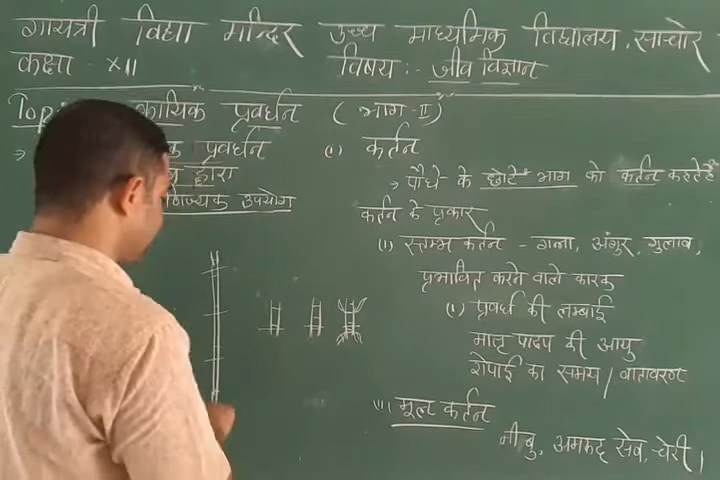 गायत्री विद्या मन्दिर उच्च माध्यमिक विद्यालय, सान्चोर
कक्षा - XII विषय:- जीव विज्ञान
Topic कायिक प्रवर्धन ( भाग-II )
प्रवर्धन
द्वारा
उपयोग
(i) कर्तन
→ पौधे के छोटे भाग को कर्तन कहते है
कर्तन के प्रकार
(i) स्तम्भ कर्तन - गन्ना, अंगुर, गुलाब,
प्रभावित करने वाले कारक
(i) प्रवर्ध की लम्बाई
मातृ पादप की आयु
रोपाई का समय / वातावरण
(ii) मूल कर्तन
नीबु, अमरूद सेव, चेरी।